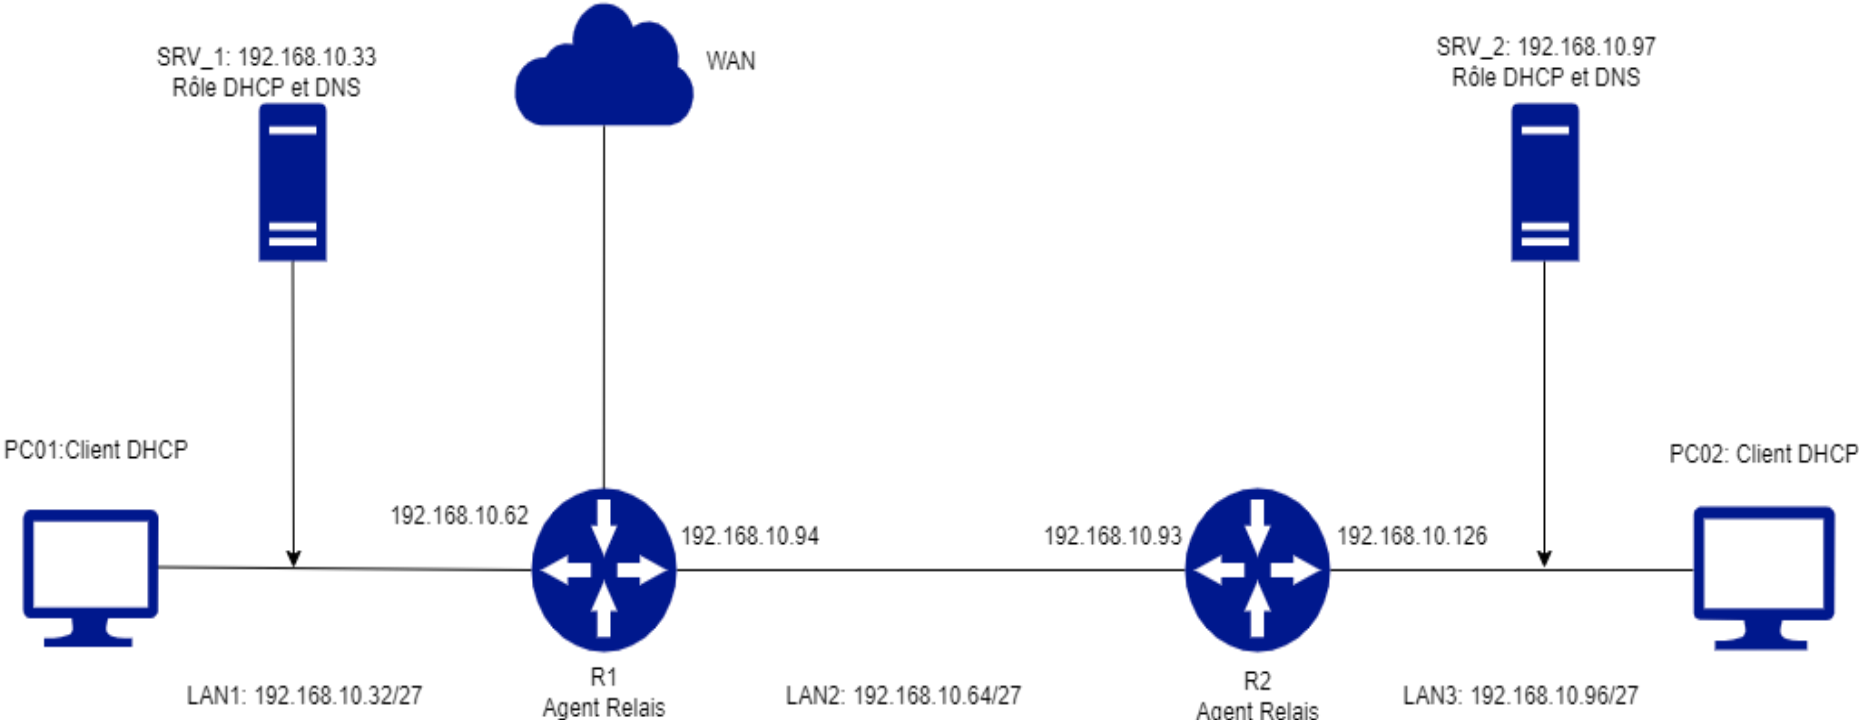 SRV_1: 192.168.10.33
Rôle DHCP et DNS
WAN
SRV_2: 192.168.10.97
Rôle DHCP et DNS
PC01:Client DHCP
PC02: Client DHCP
192.168.10.62
192.168.10.94
192.168.10.93
192.168.10.126
R1
Agent Relais
R2
Agent Relais
LAN1: 192.168.10.32/27
LAN2: 192.168.10.64/27
LAN3: 192.168.10.96/27